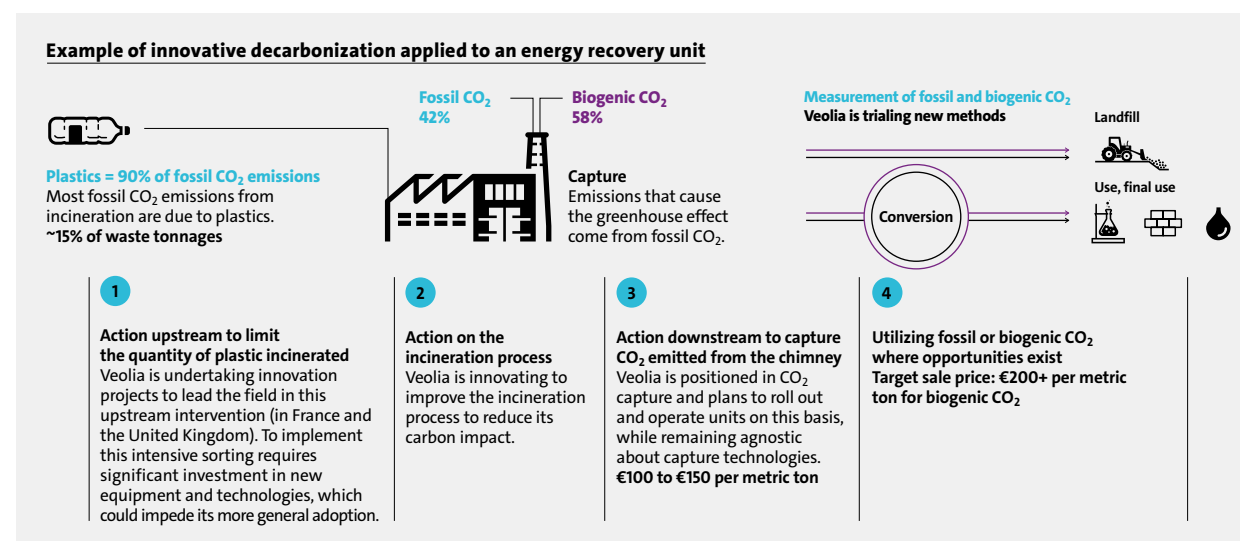 Example of innovative decarbonization applied to an energy recovery unit
Fossil CO₂
42%
Biogenic CO₂
58%
Measurement of fossil and biogenic CO₂
Veolia is trialing new methods
Landfill
Plastics = 90% of fossil CO₂ emissions
Most fossil CO₂ emissions from
incineration are due to plastics.
~15% of waste tonnages
Capture
Emissions that cause
the greenhouse effect
come from fossil CO₂.
Conversion
Use, final use
1
Action upstream to limit
the quantity of plastic incinerated
Veolia is undertaking innovation
projects to lead the field in this
upstream intervention (in France and
the United Kingdom). To implement
this intensive sorting requires
significant investment in new
equipment and technologies, which
could impede its more general adoption.
2
Action on the
incineration process
Veolia is innovating to
improve the incineration
process to reduce its
carbon impact.
3
Action downstream to capture
CO₂ emitted from the chimney
Veolia is positioned in CO₂
capture and plans to roll out
and operate units on this basis,
while remaining agnostic
about capture technologies.
€100 to €150 per metric ton
4
Utilizing fossil or biogenic CO₂
where opportunities exist
Target sale price: €200+ per metric
ton for biogenic CO₂